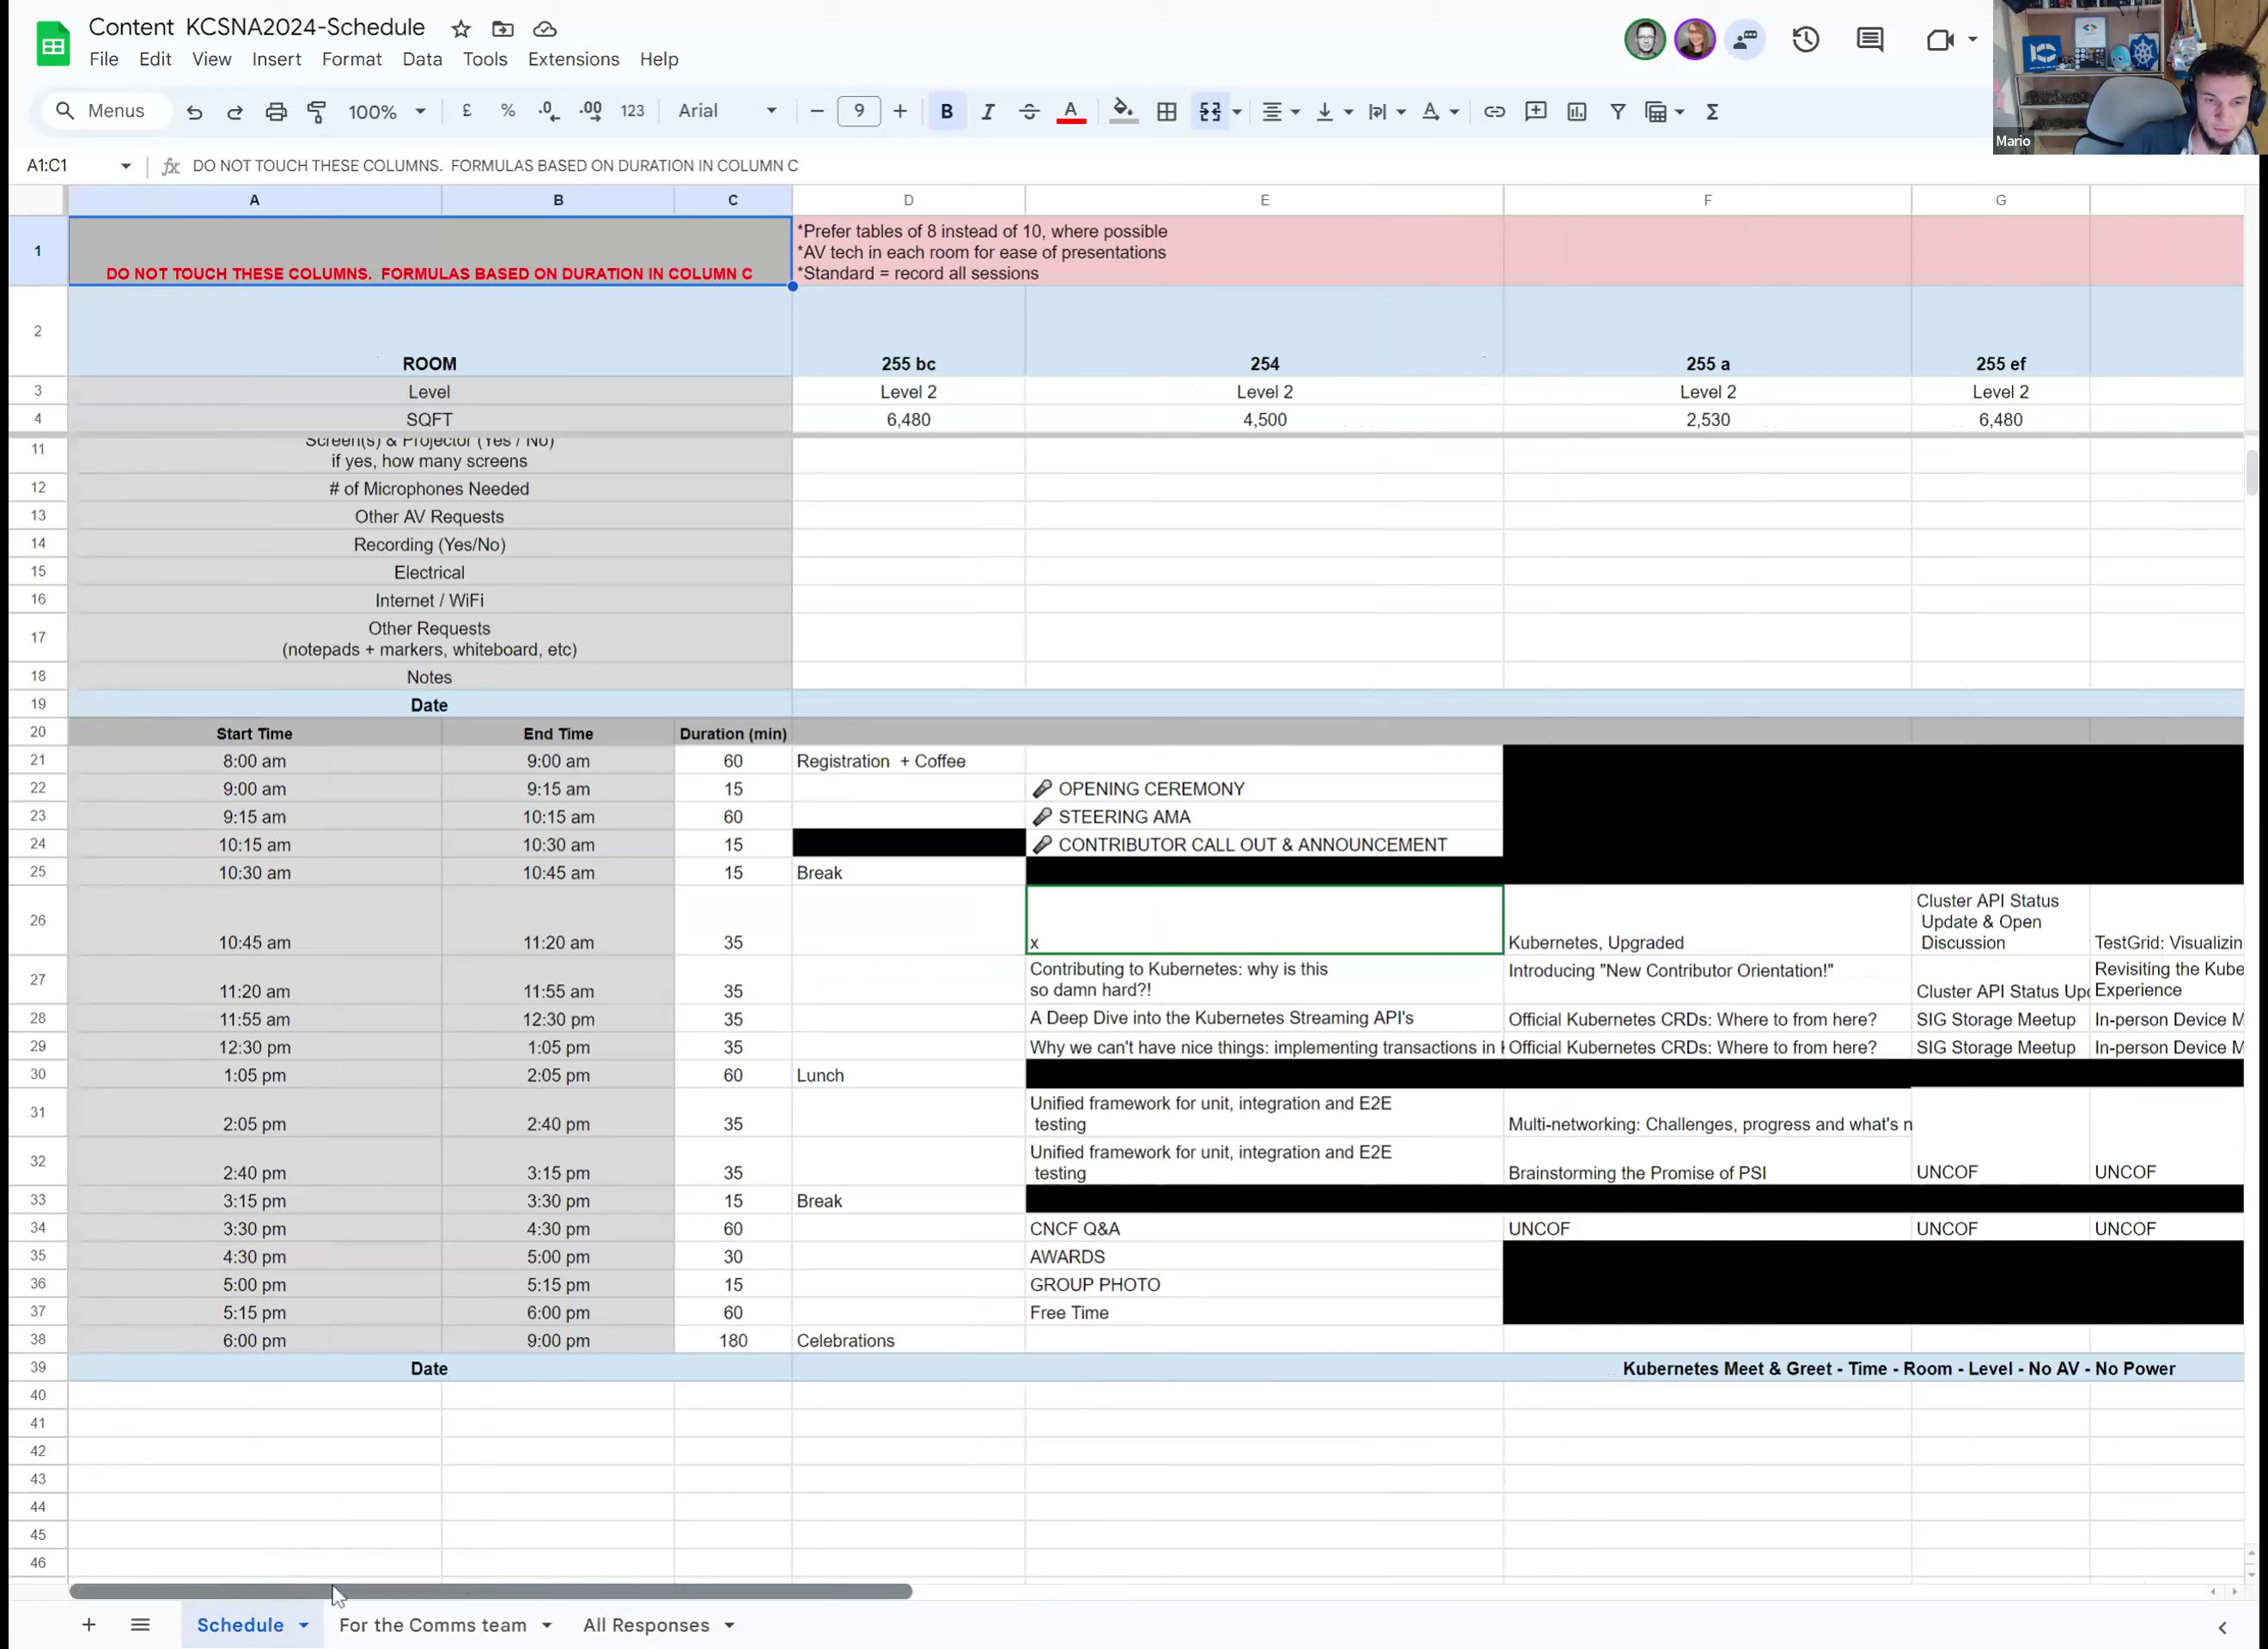 Content KCSNA2024-Schedule
File Edit View Insert Format Data Tools Extensions Help
Mario
Menus 100% £ % .0 .00 123 Arial 9 B I A Σ
A1:C1 fx DO NOT TOUCH THESE COLUMNS. FORMULAS BASED ON DURATION IN COLUMN C
A B C D E F G
1
DO NOT TOUCH THESE COLUMNS. FORMULAS BASED ON DURATION IN COLUMN C
*Prefer tables of 8 instead of 10, where possible
*AV tech in each room for ease of presentations
*Standard = record all sessions
2 ROOM 255 bc 254 255 a 255 ef
3 Level Level 2 Level 2 Level 2 Level 2
4 SQFT 6,480 4,500 2,530 6,480
11 Screen(s) & Projector (Yes / No)
if yes, how many screens
12 # of Microphones Needed
13 Other AV Requests
14 Recording (Yes/No)
15 Electrical
16 Internet / WiFi
17 Other Requests
(notepads + markers, whiteboard, etc)
18 Notes
19 Date
20 Start Time End Time Duration (min)
21 8:00 am 9:00 am 60 Registration + Coffee
22 9:00 am 9:15 am 15 🎤 OPENING CEREMONY
23 9:15 am 10:15 am 60 🎤 STEERING AMA
24 10:15 am 10:30 am 15 🎤 CONTRIBUTOR CALL OUT & ANNOUNCEMENT
25 10:30 am 10:45 am 15 Break
26 10:45 am 11:20 am 35 x Kubernetes, Upgraded
Cluster API Status
Update & Open
Discussion
TestGrid: Visualizin
27 11:20 am 11:55 am 35
Contributing to Kubernetes: why is this
so damn hard?!
Introducing "New Contributor Orientation!"
Cluster API Status Upd
Revisiting the Kube
Experience
28 11:55 am 12:30 pm 35 A Deep Dive into the Kubernetes Streaming API's Official Kubernetes CRDs: Where to from here? SIG Storage Meetup In-person Device M
29 12:30 pm 1:05 pm 35 Why we can't have nice things: implementing transactions in Official Kubernetes CRDs: Where to from here? SIG Storage Meetup In-person Device M
30 1:05 pm 2:05 pm 60 Lunch
31 2:05 pm 2:40 pm 35
Unified framework for unit, integration and E2E
testing
Multi-networking: Challenges, progress and what's n
32 2:40 pm 3:15 pm 35
Unified framework for unit, integration and E2E
testing
Brainstorming the Promise of PSI UNCOF UNCOF
33 3:15 pm 3:30 pm 15 Break
34 3:30 pm 4:30 pm 60 CNCF Q&A UNCOF UNCOF UNCOF
35 4:30 pm 5:00 pm 30 AWARDS
36 5:00 pm 5:15 pm 15 GROUP PHOTO
37 5:15 pm 6:00 pm 60 Free Time
38 6:00 pm 9:00 pm 180 Celebrations
39 Date Kubernetes Meet & Greet - Time - Room - Level - No AV - No Power
40
41
42
43
44
45
46
Schedule For the Comms team All Responses